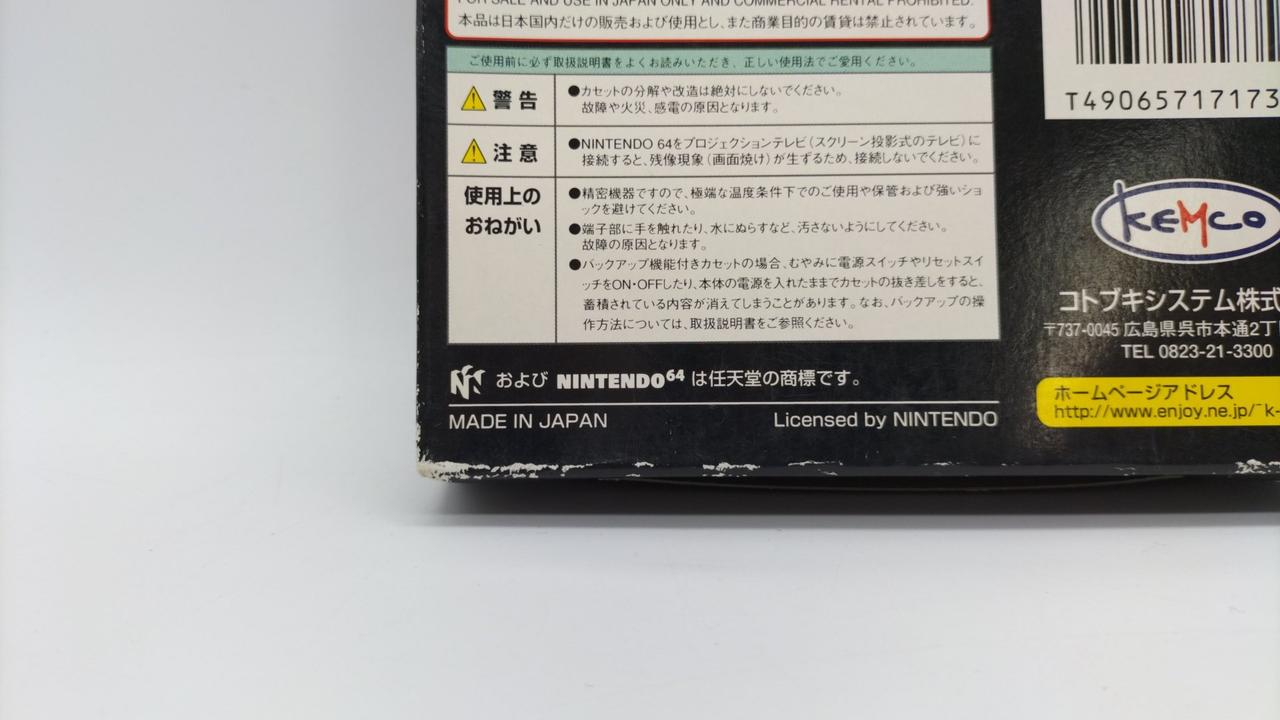 FOR SALE AND USE IN JAPAN ONLY AND COMMERCIAL RENTAL PROHIBITED.
本品は日本国内だけの販売および使用とし、また商業目的の賃貸は禁止されています。
ご使用前に必ず取扱説明書をよくお読みいただき、正しい使用法でご愛用ください。
警告
●カセットの分解や改造は絶対にしないでください。
故障や火災、感電の原因となります。
注意
●NINTENDO 64をプロジェクションテレビ（スクリーン投影式のテレビ）に
接続すると、残像現象（画面焼け）が生ずるため、接続しないでください。
使用上の
おねがい
●精密機器ですので、極端な温度条件下でのご使用や保管および強いショ
ックを避けてください。
●端子部に手を触れたり、水にぬらすなど、汚さないようにしてください。
故障の原因となります。
●バックアップ機能付きカセットの場合、むやみに電源スイッチやリセットスイ
ッチをON・OFFしたり、本体の電源を入れたままでカセットの抜き差しをすると、
蓄積されている内容が消えてしまうことがあります。なお、バックアップの操
作方法については、取扱説明書をご参照ください。
および NINTENDO64 は任天堂の商標です。
MADE IN JAPAN
Licensed by NINTENDO
T49065717173
KEMCO
コトブキシステム株式
〒737-0045 広島県呉市本通2丁
TEL 0823-21-3300
ホームページアドレス
http://www.enjoy.ne.jp/~k-